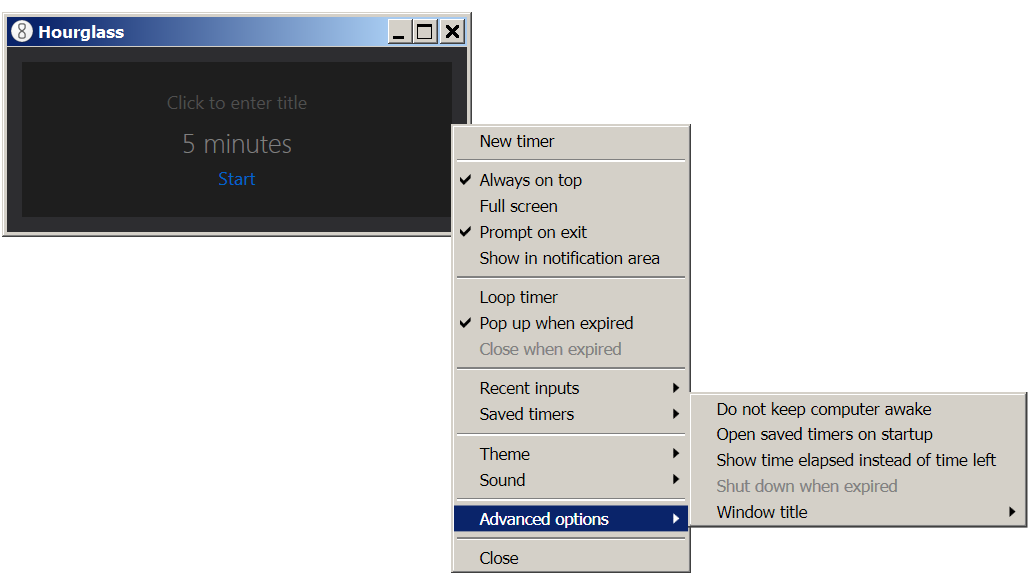 Hourglass
Click to enter title
5 minutes
Start
New timer
Always on top
Full screen
Prompt on exit
Show in notification area
Loop timer
Pop up when expired
Close when expired
Recent inputs
Saved timers
Theme
Sound
Advanced options
Close
Do not keep computer awake
Open saved timers on startup
Show time elapsed instead of time left
Shut down when expired
Window title